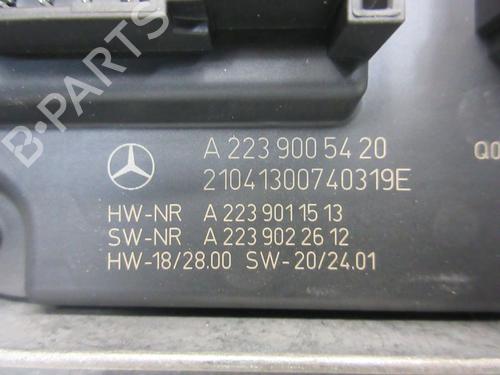 A 223 900 54 20
21041300740319E
HW-NR A 223 901 15 13
SW-NR A 223 902 26 12
HW-18/28.00 SW-20/24.01
Q0
B-PARTS